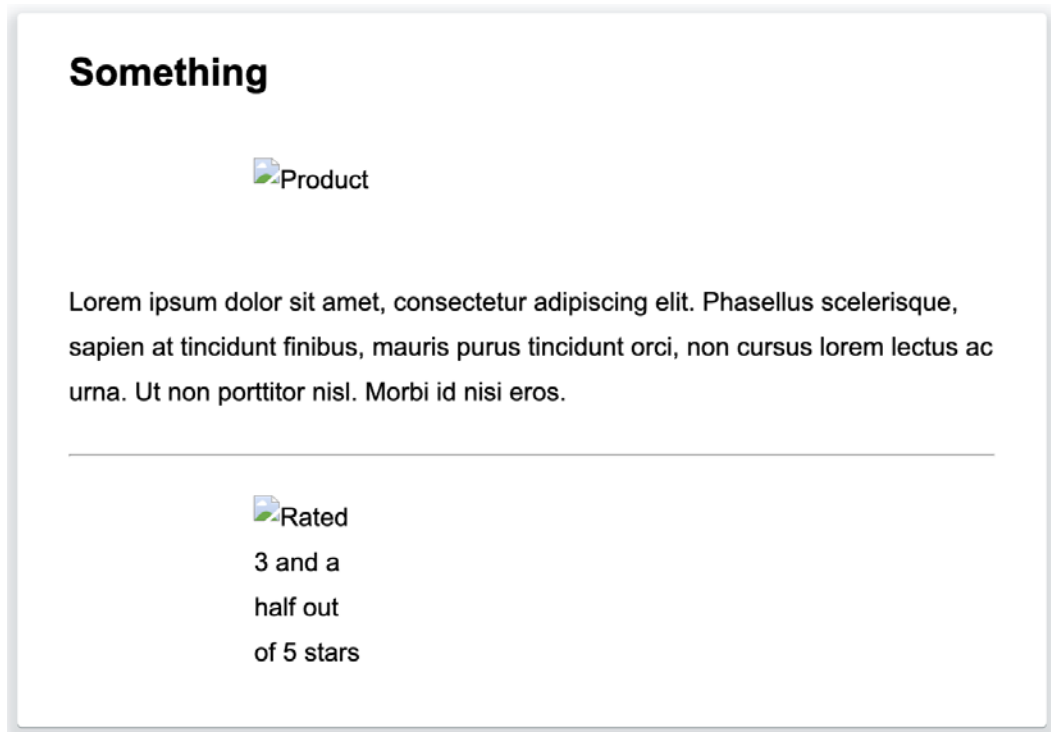 Something
Product
Lorem ipsum dolor sit amet, consectetur adipiscing elit. Phasellus scelerisque,
sapien at tincidunt finibus, mauris purus tincidunt orci, non cursus lorem lectus ac
urna. Ut non porttitor nisl. Morbi id nisi eros.
Rated
3 and a
half out
of 5 stars